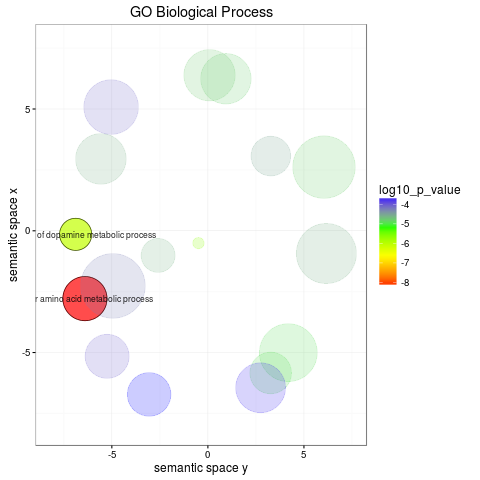 GO Biological Process
5
0
-5
-5
0
5
semantic space x
semantic space y
of dopamine metabolic process
r amino acid metabolic process
log10_p_value
-4
-5
-6
-7
-8